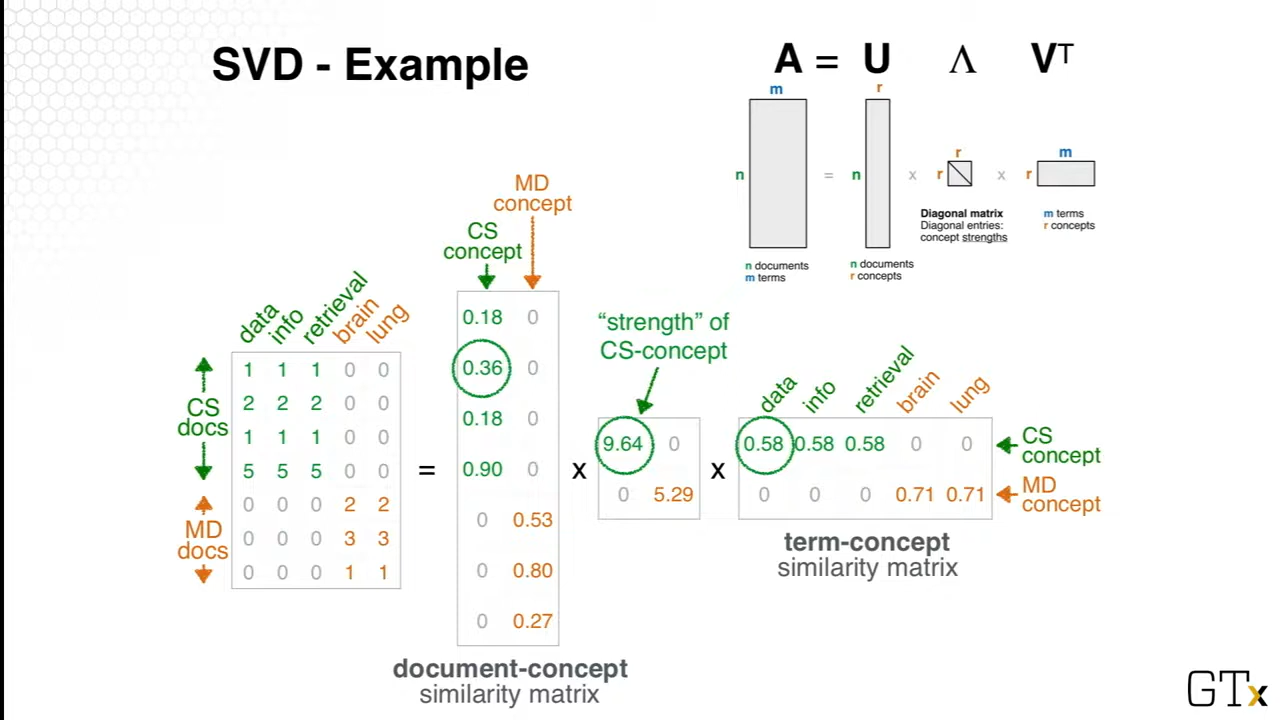 SVD - Example
A = U Λ Vᵀ
m
r
n
=
n
x
r
r
x
r
m
n documents
m terms
n documents
r concepts
Diagonal matrix
Diagonal entries:
concept strengths
m terms
r concepts
MD
concept
CS
concept
data
info
retrieval
brain
lung
CS
docs
MD
docs
1 1 1 0 0
2 2 2 0 0
1 1 1 0 0
5 5 5 0 0
0 0 0 2 2
0 0 0 3 3
0 0 0 1 1
=
0.18 0
0.36 0
0.18 0
0.90 0
0 0.53
0 0.80
0 0.27
document-concept
similarity matrix
x
"strength" of
CS-concept
9.64 0
0 5.29
x
data
info
retrieval
brain
lung
0.58 0.58 0.58 0 0
0 0 0 0.71 0.71
CS
concept
MD
concept
term-concept
similarity matrix
GTx